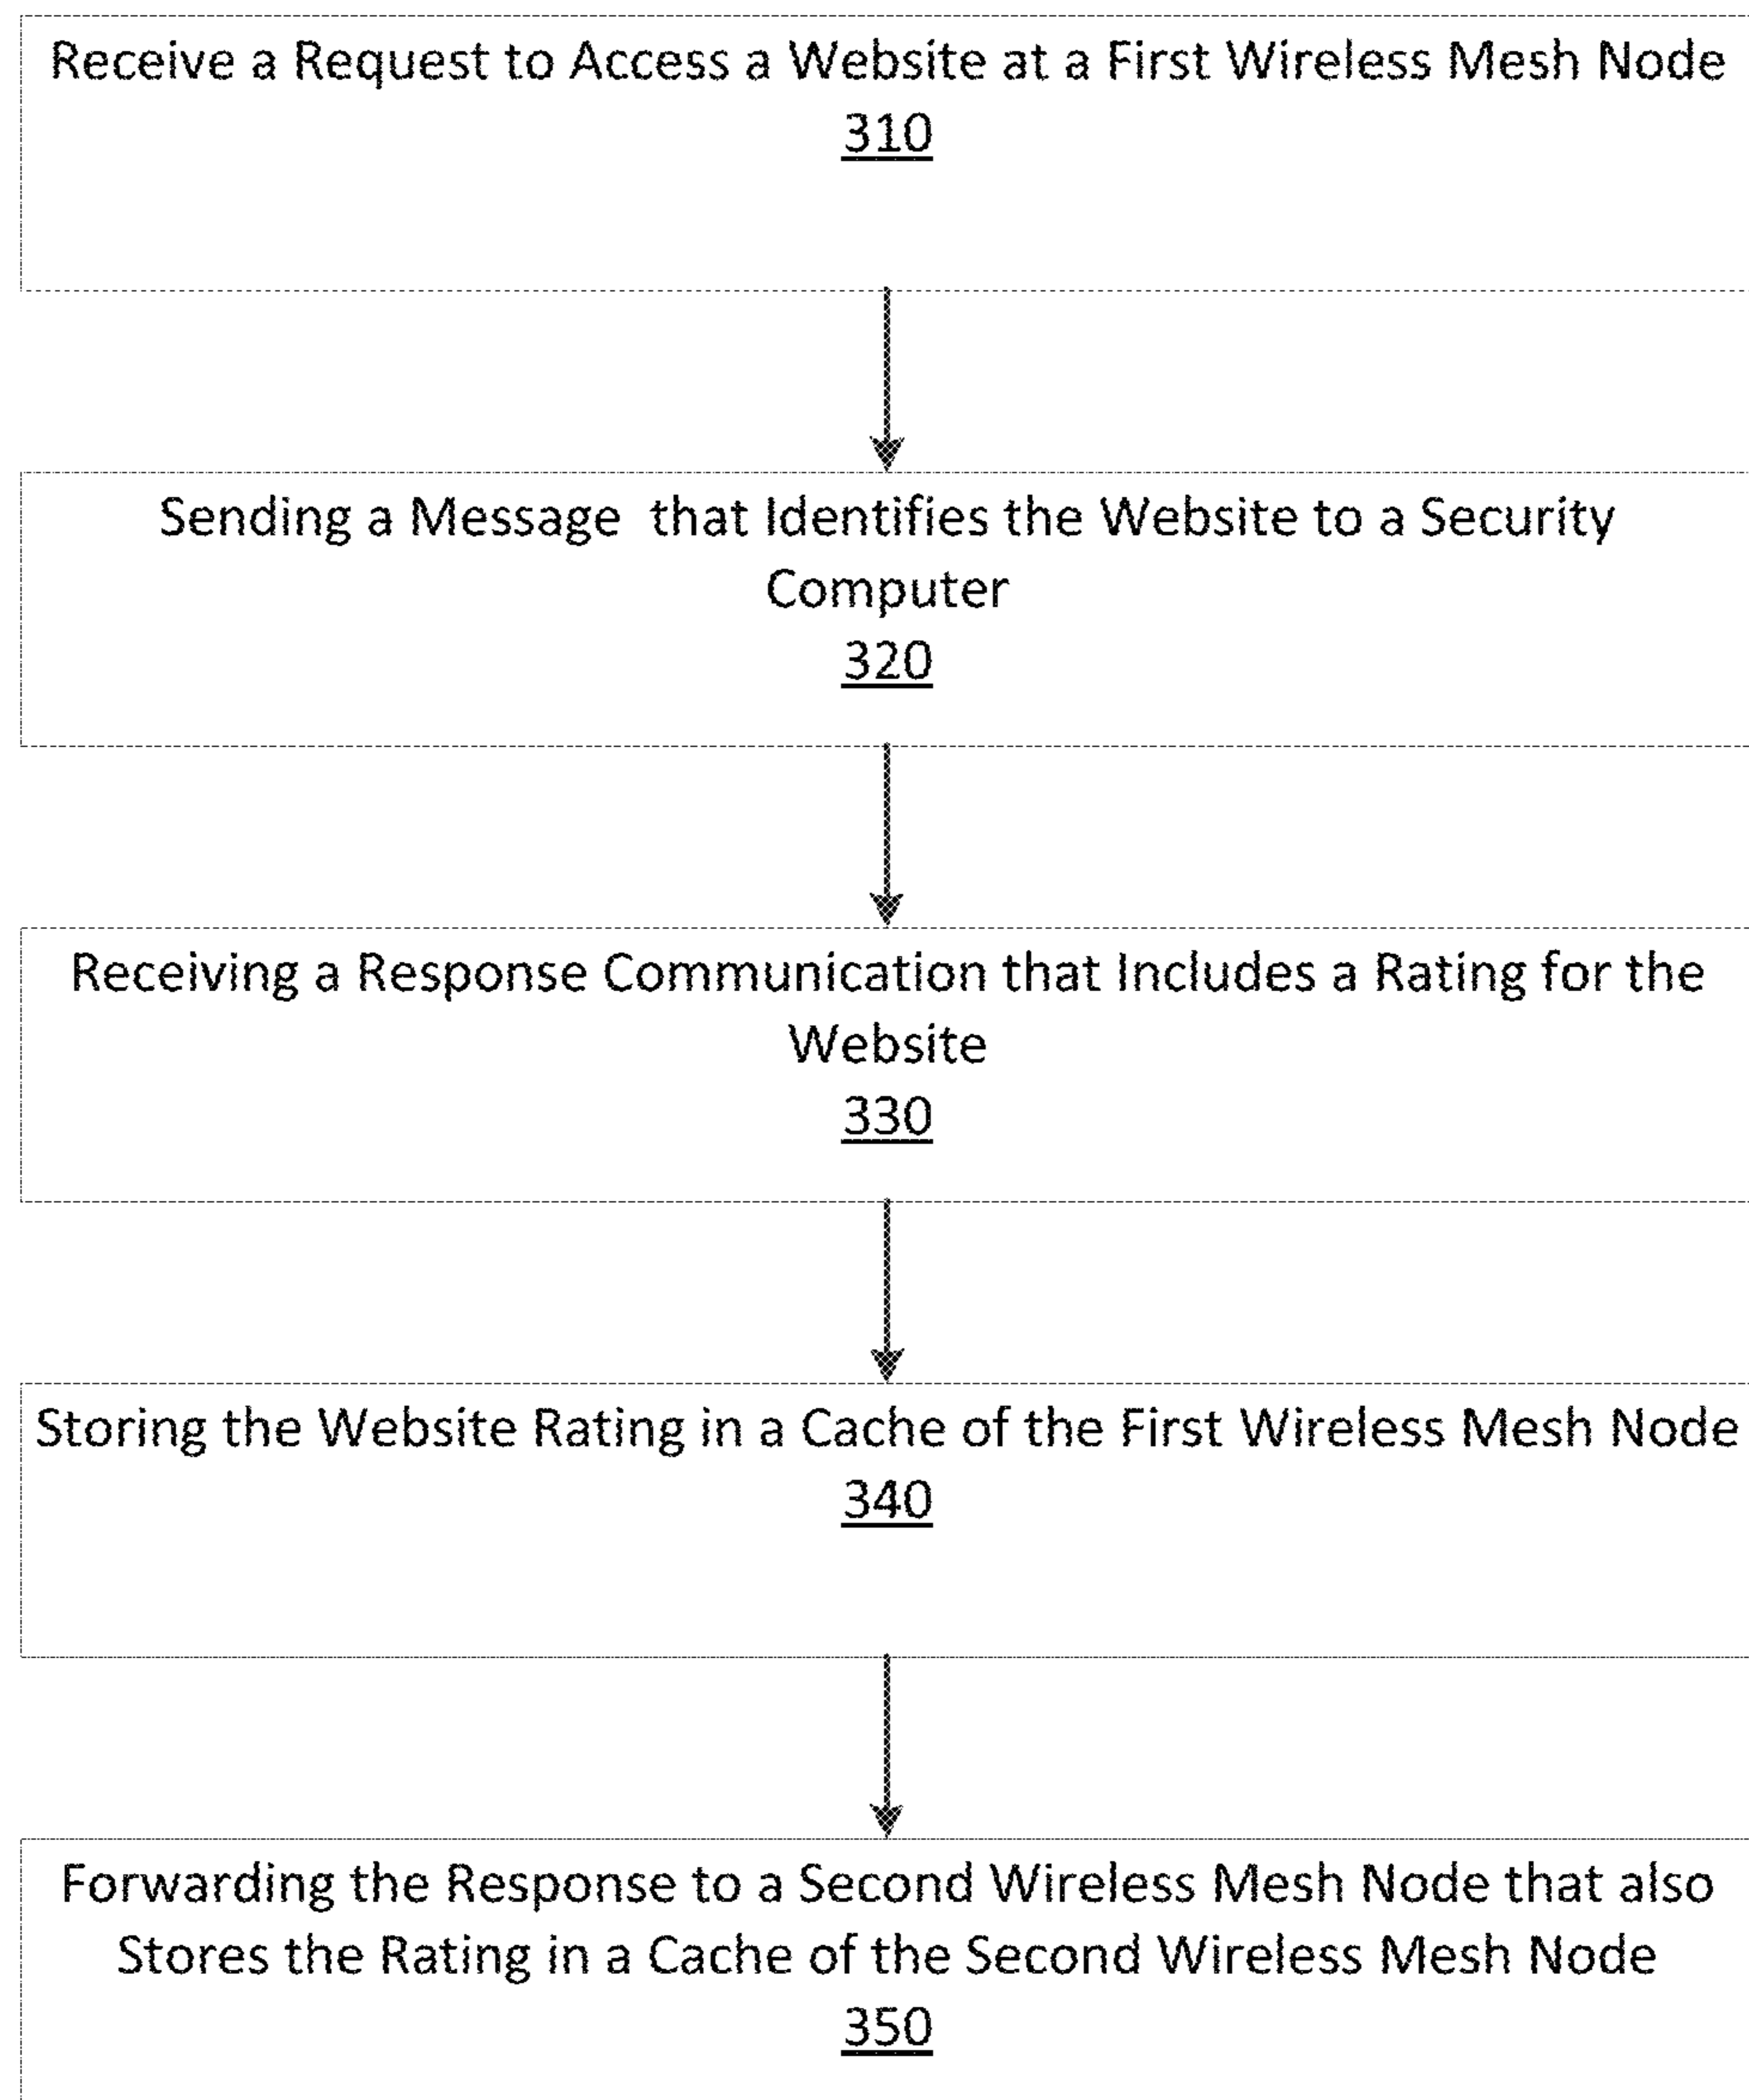 Receive a Request to Access a Website at a First Wireless Mesh Node
310
Sending a Message that Identifies the Website to a Security
Computer
320
Receiving a Response Communication that Includes a Rating for the
Website
330
Storing the Website Rating in a Cache of the First Wireless Mesh Node
340
Forwarding the Response to a Second Wireless Mesh Node that also
Stores the Rating in a Cache of the Second Wireless Mesh Node
350